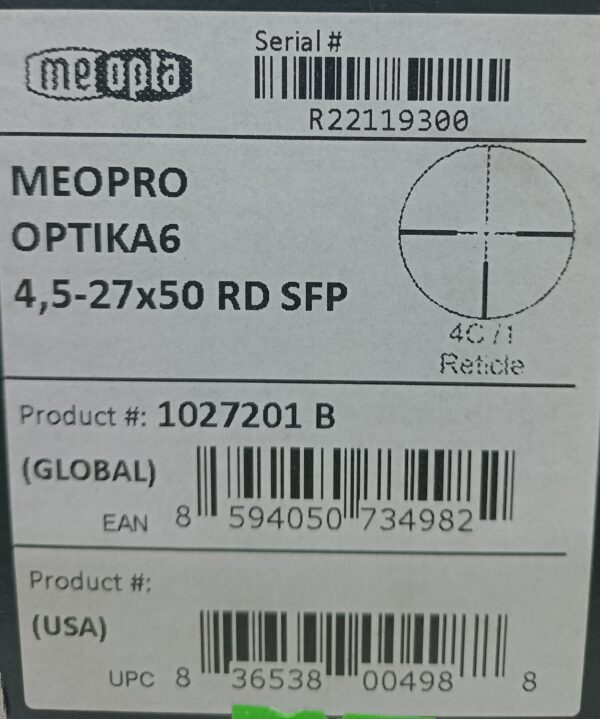 meopta
Serial #
R22119300
MEOPRO
OPTIKA6
4,5-27x50 RD SFP
4C /1
Reticle
Product #: 1027201 B
(GLOBAL)
EAN 8 594050 734982
Product #:
(USA)
UPC 8 36538 00498 8